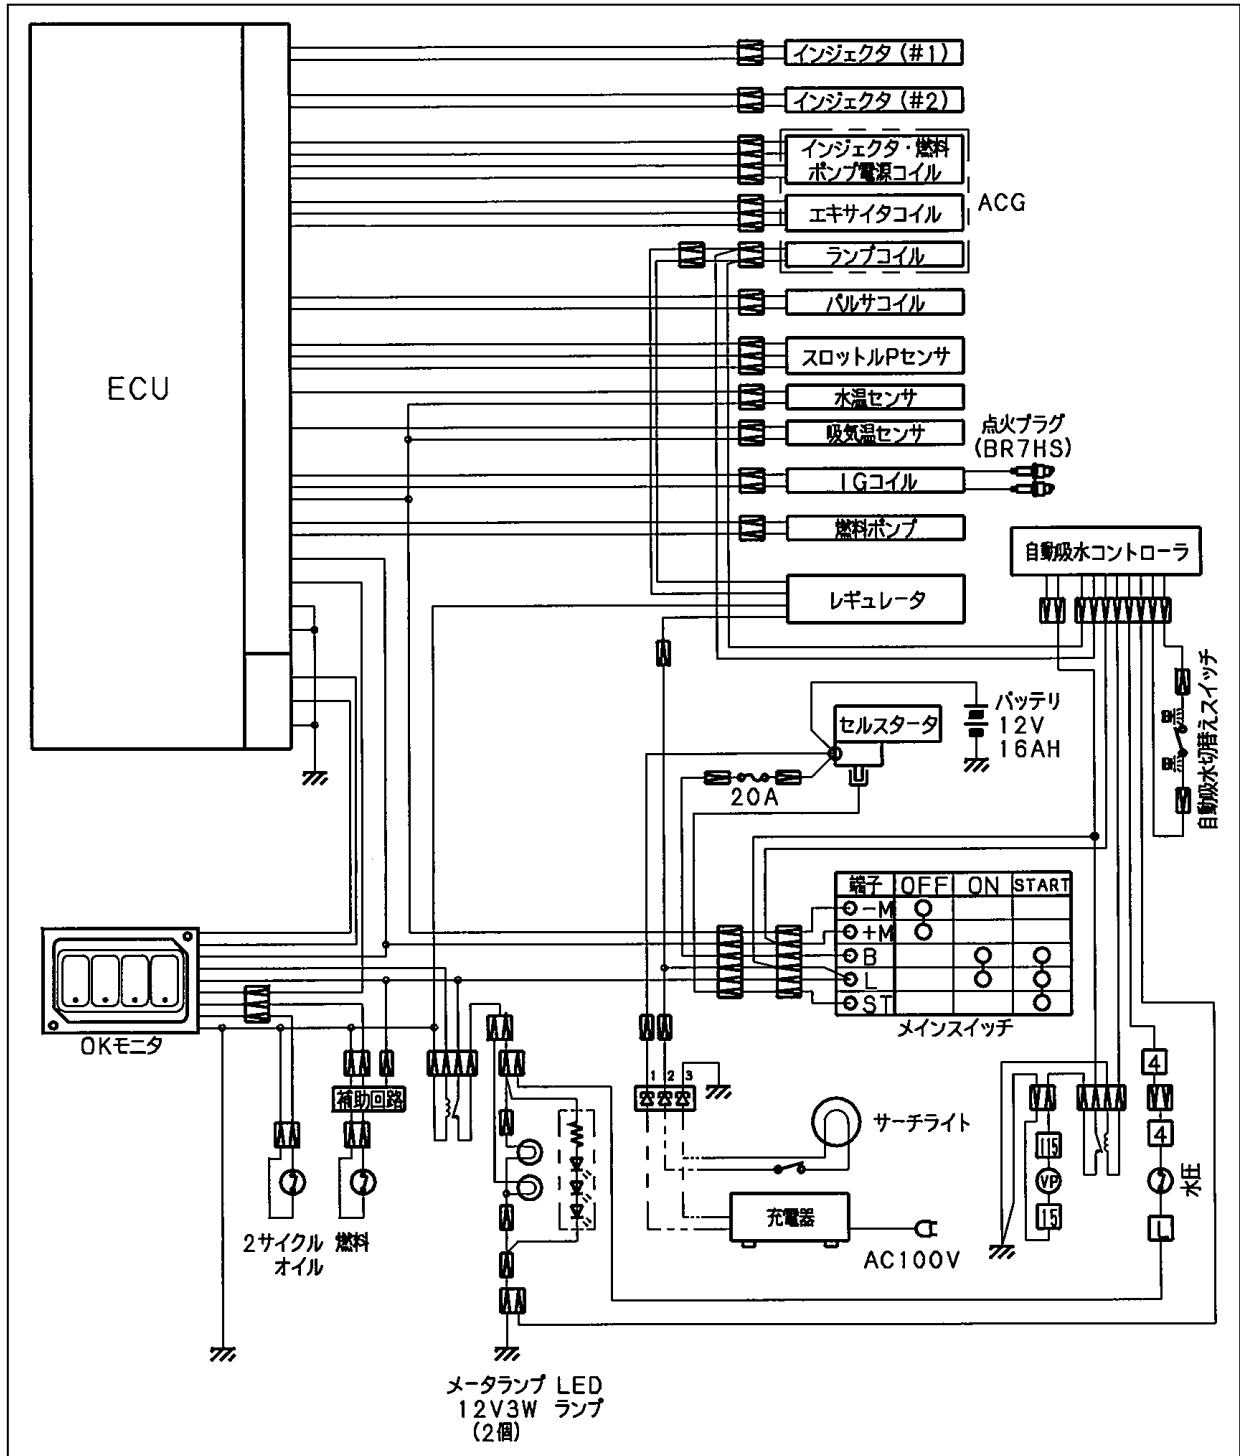 インジェクタ(#1)
インジェクタ(#2)
インジェクタ・燃料
ポンプ電源コイル
エキサイタコイル
ACG
ランプコイル
パルサコイル
ECU
スロットルPセンサ
水温センサ
吸気温センサ
点火プラグ
(BR7HS)
IGコイル
燃料ポンプ
自動吸水コントローラ
レギュレータ
自動吸水切替えスイッチ
黒
黒
バッテリ
12V
16AH
セルスタータ
20A
端子 OFF ON START
-M
+M
B
L
ST
メインスイッチ
OKモニタ
補助回路
1 2 3
4
4
L
水圧
サーチライト
115
VP
15
充電器
AC100V
2サイクル
オイル
燃料
メータランプ
12V3W
(2個)
LED
ランプ